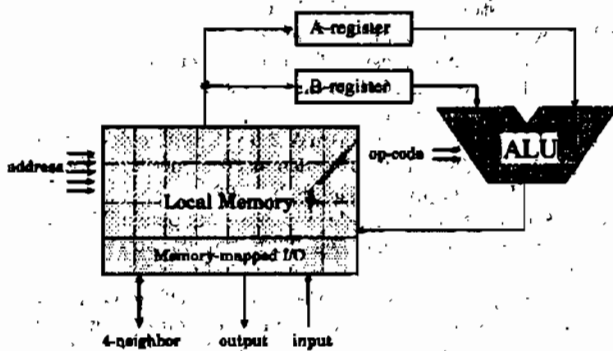 A-register
B-register
ALU
op-code
address
Local Memory
Memory-mapped I/O
4-neighbor
output
input